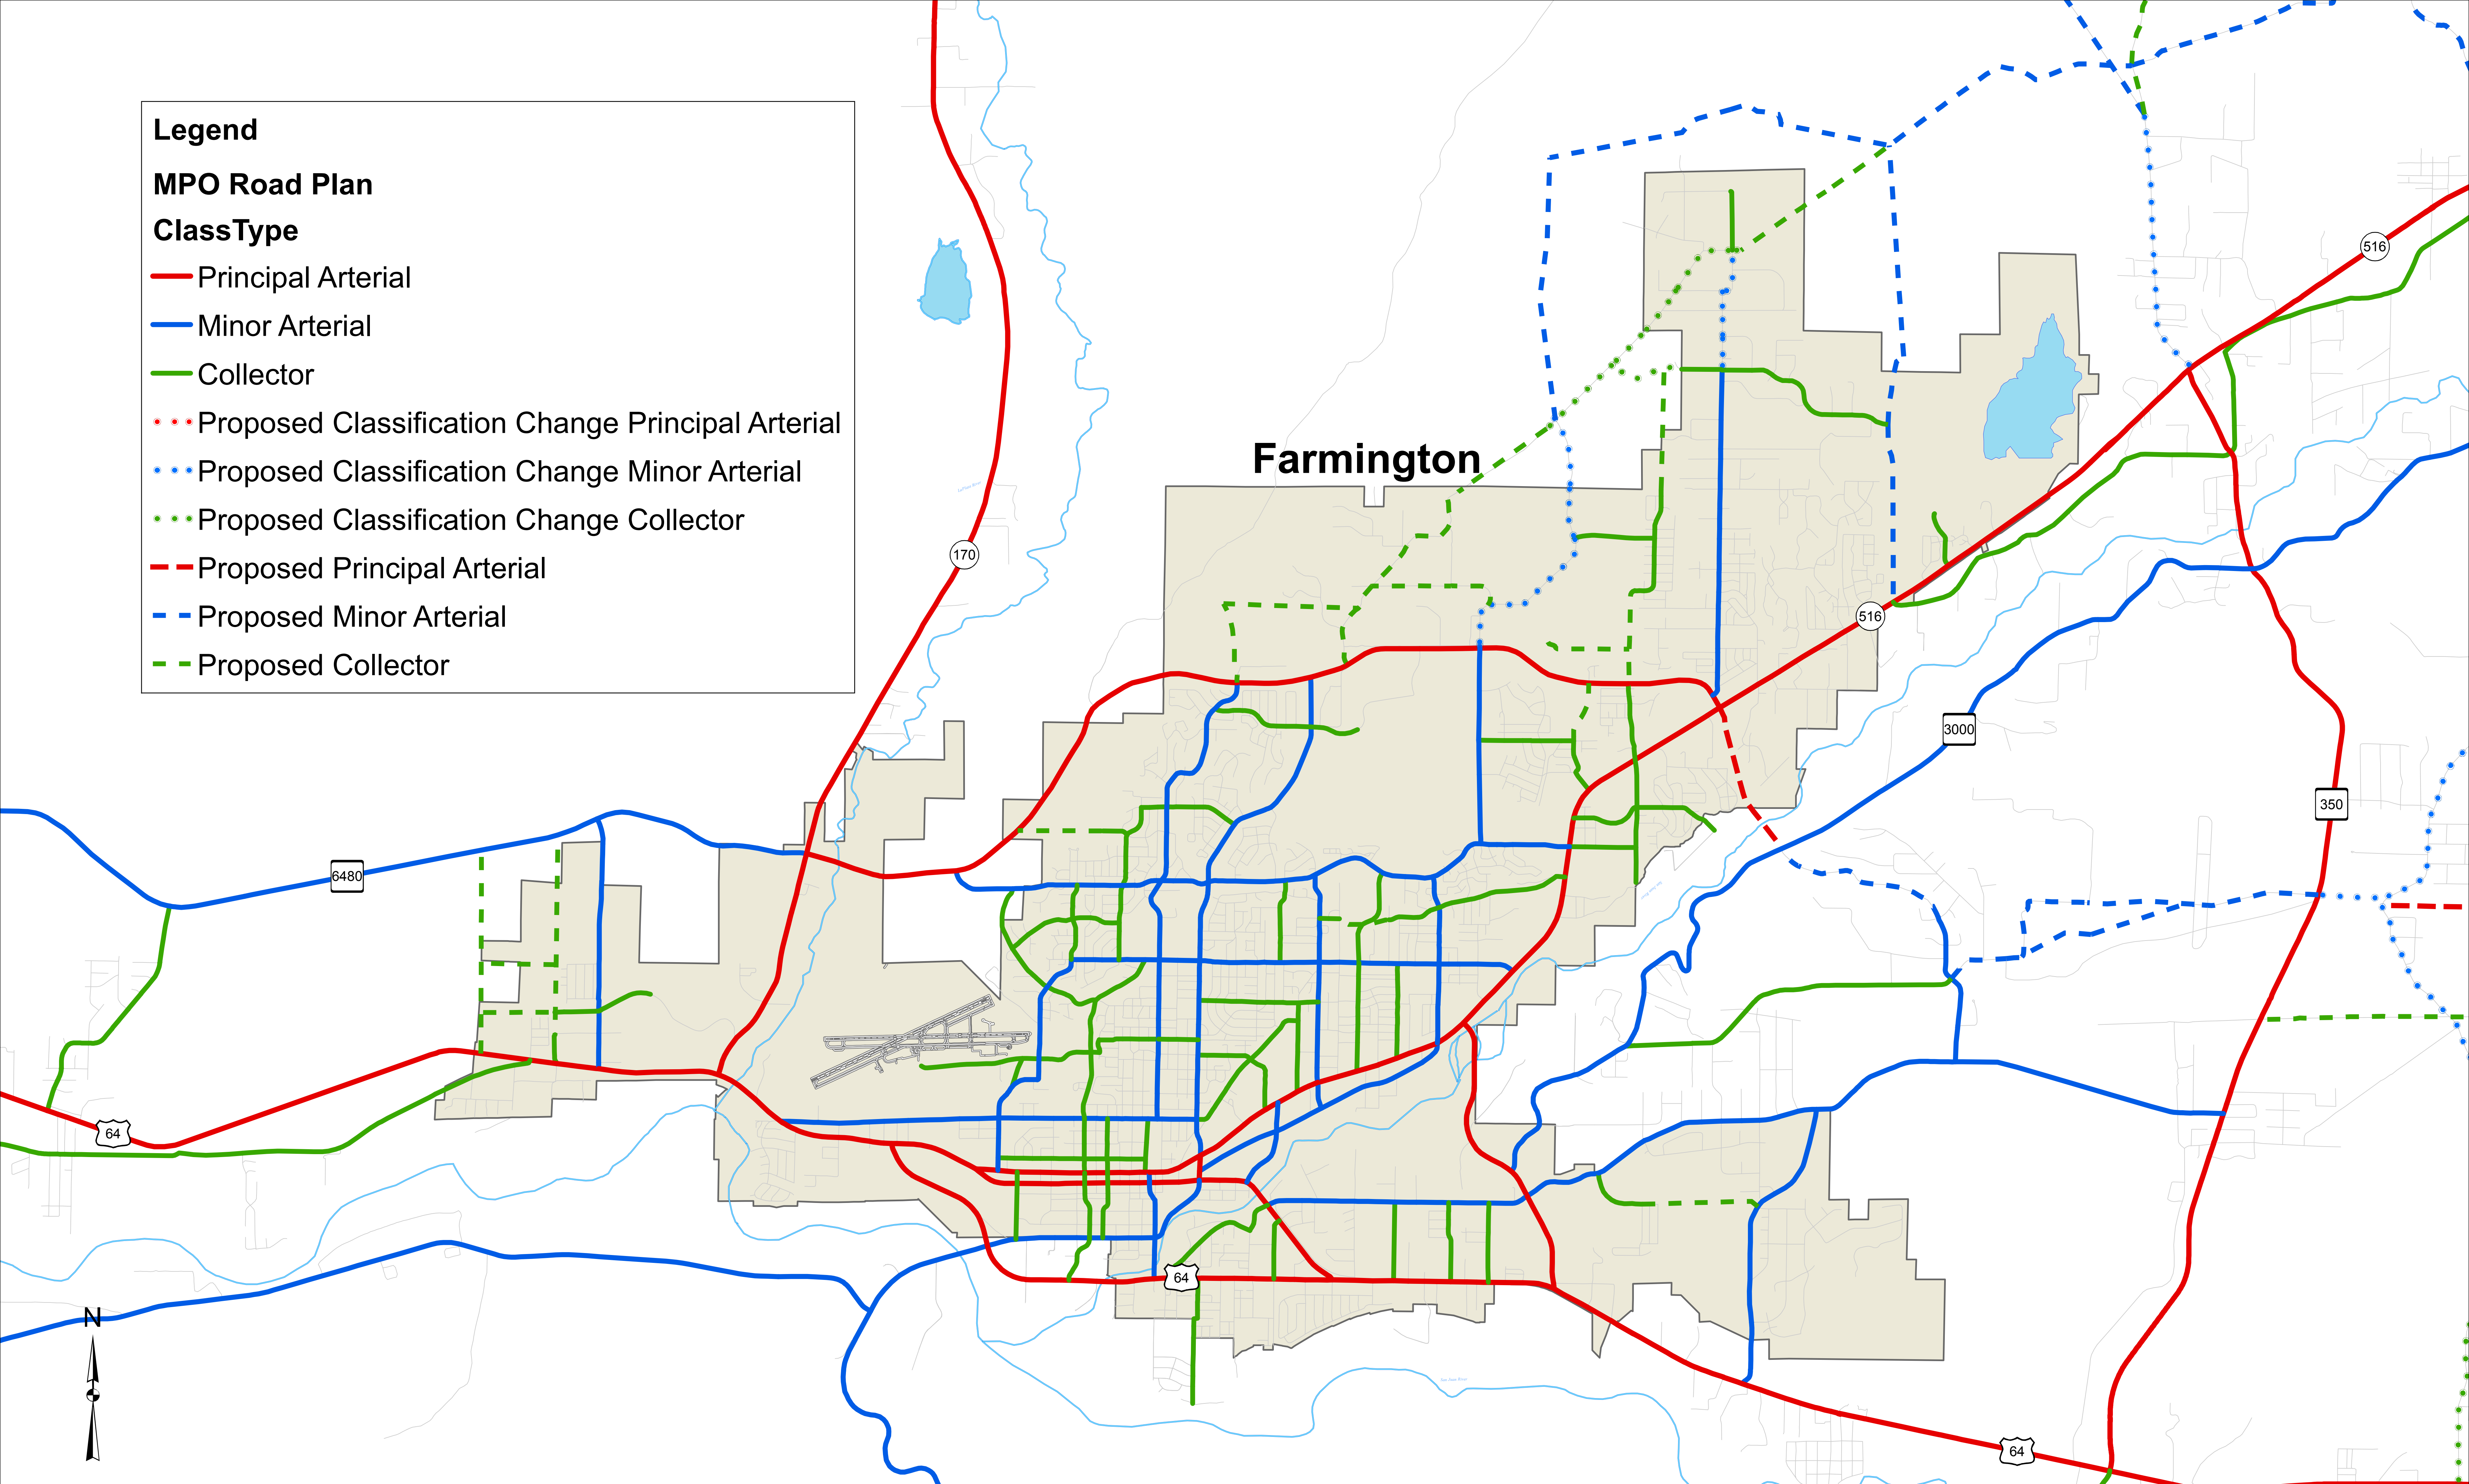 Legend
MPO Road Plan
ClassType
Principal Arterial
Minor Arterial
Collector
Proposed Classification Change Principal Arterial
Proposed Classification Change Minor Arterial
Proposed Classification Change Collector
Proposed Principal Arterial
Proposed Minor Arterial
Proposed Collector
516
Farmington
170
516
3000
350
6480
64
64
N
64